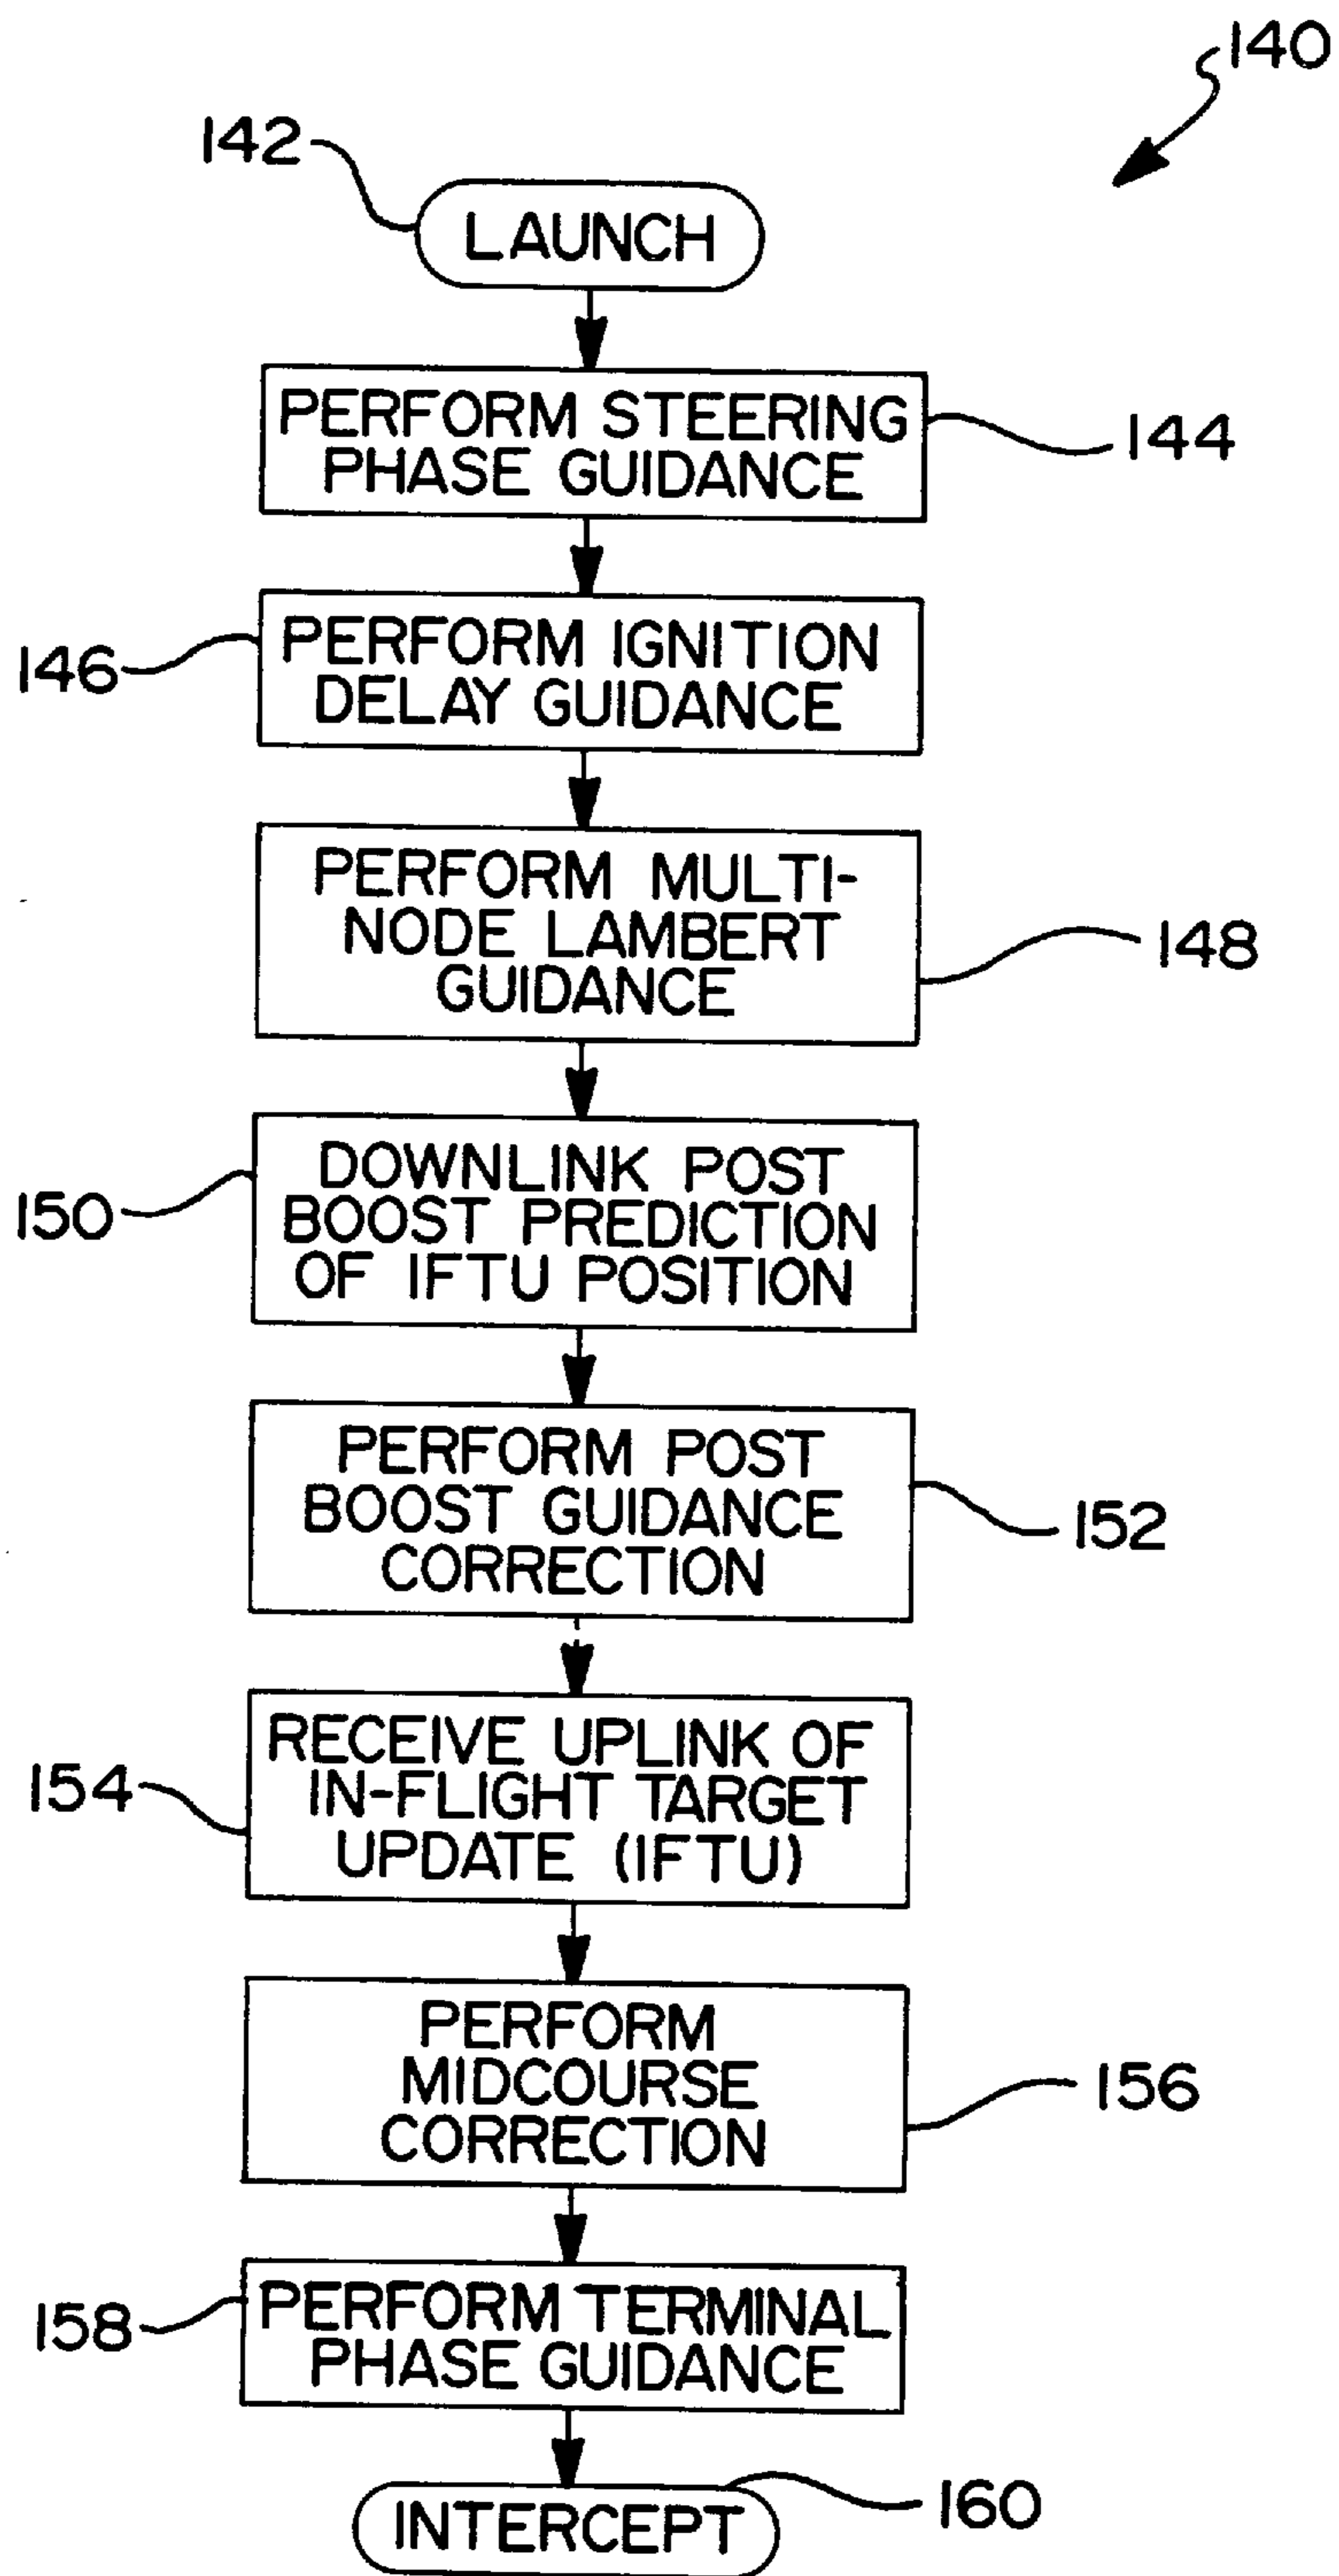 140
142
LAUNCH
PERFORM STEERING
PHASE GUIDANCE
144
146
PERFORM IGNITION
DELAY GUIDANCE
PERFORM MULTI-
NODE LAMBERT
GUIDANCE
148
150
DOWNLINK POST
BOOST PREDICTION
OF IFTU POSITION
PERFORM POST
BOOST GUIDANCE
CORRECTION
152
154
RECEIVE UPLINK OF
IN-FLIGHT TARGET
UPDATE (IFTU)
PERFORM
MIDCOURSE
CORRECTION
156
158
PERFORM TERMINAL
PHASE GUIDANCE
INTERCEPT
160